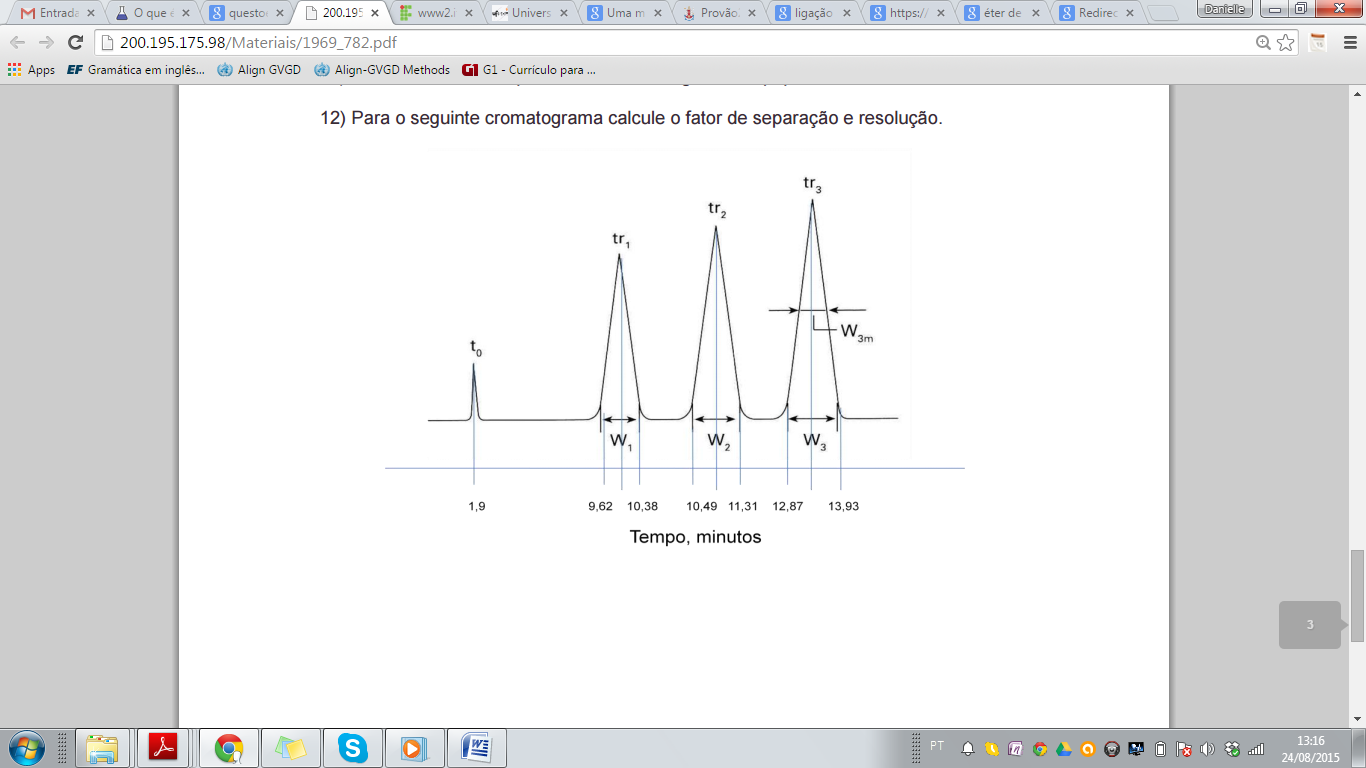 Entrada
O que é
questoe
200.195
www2.i
Univers
Uma m
Provão.
ligação
https://
éter de
Redirec
Danielle
200.195.175.98/Materiais/1969_782.pdf
Apps
EF Gramática em inglês...
Align GVGD
Align-GVGD Methods
G1 - Currículo para ...
12) Para o seguinte cromatograma calcule o fator de separação e resolução.
tr3
tr2
tr1
W3m
t0
W1 W2 W3
1,9 9,62 10,38 10,49 11,31 12,87 13,93
Tempo, minutos
3
PT
13:16
24/08/2015